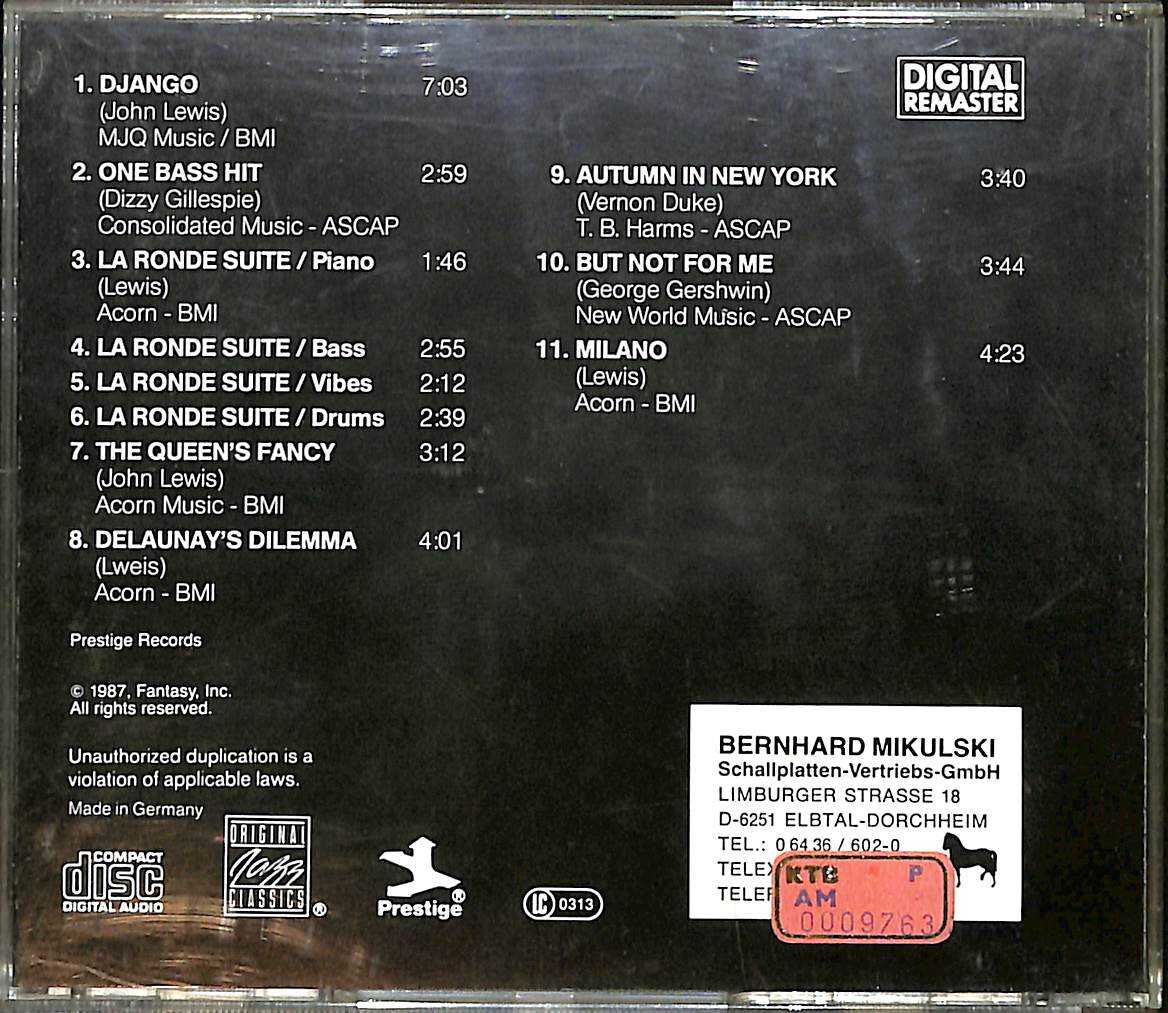 1. DJANGO 7:03
(John Lewis)
MJQ Music / BMI
2. ONE BASS HIT 2:59
(Dizzy Gillespie)
Consolidated Music - ASCAP
3. LA RONDE SUITE / Piano 1:46
(Lewis)
Acorn - BMI
4. LA RONDE SUITE / Bass 2:55
5. LA RONDE SUITE / Vibes 2:12
6. LA RONDE SUITE / Drums 2:39
7. THE QUEEN'S FANCY 3:12
(John Lewis)
Acorn Music - BMI
8. DELAUNAY'S DILEMMA 4:01
(Lweis)
Acorn - BMI
DIGITAL
REMASTER
9. AUTUMN IN NEW YORK 3:40
(Vernon Duke)
T. B. Harms - ASCAP
10. BUT NOT FOR ME 3:44
(George Gershwin)
New World Music - ASCAP
11. MILANO 4:23
(Lewis)
Acorn - BMI
Prestige Records
© 1987, Fantasy, Inc.
All rights reserved.
Unauthorized duplication is a
violation of applicable laws.
Made in Germany
COMPACT
disc
DIGITAL AUDIO
ORIGINAL
Jazz
CLASSICS ®
Prestige®
LC 0313
BERNHARD MIKULSKI
Schallplatten-Vertriebs-GmbH
LIMBURGER STRASSE 18
D-6251 ELBTAL-DORCHHEIM
TEL.: 0 64 36 / 602-0
KTB P
AM
0009763